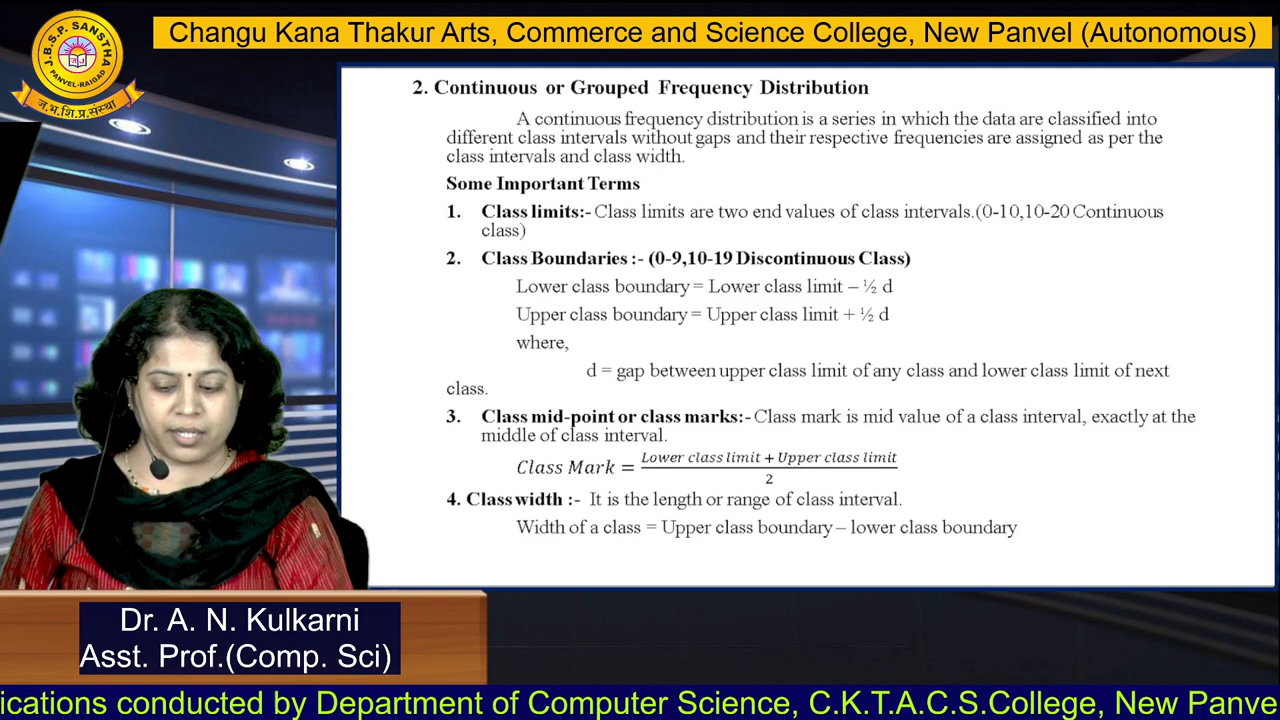 Changu Kana Thakur Arts, Commerce and Science College, New Panvel (Autonomous)
J.B.S.P. SANSTHA
PANVEL-RAIGAD
ज.भ.शि.प्र.संस्था
2. Continuous or Grouped Frequency Distribution
A continuous frequency distribution is a series in which the data are classified into
different class intervals without gaps and their respective frequencies are assigned as per the
class intervals and class width.
Some Important Terms
1. Class limits:- Class limits are two end values of class intervals.(0-10,10-20 Continuous
class)
2. Class Boundaries :- (0-9,10-19 Discontinuous Class)
Lower class boundary = Lower class limit – ½ d
Upper class boundary = Upper class limit + ½ d
where,
d = gap between upper class limit of any class and lower class limit of next
class.
3. Class mid-point or class marks:- Class mark is mid value of a class interval, exactly at the
middle of class interval.
Class Mark = Lower class limit + Upper class limit / 2
4. Class width :- It is the length or range of class interval.
Width of a class = Upper class boundary – lower class boundary
Dr. A. N. Kulkarni
Asst. Prof.(Comp. Sci)
ications conducted by Department of Computer Science, C.K.T.A.C.S.College, New Panve